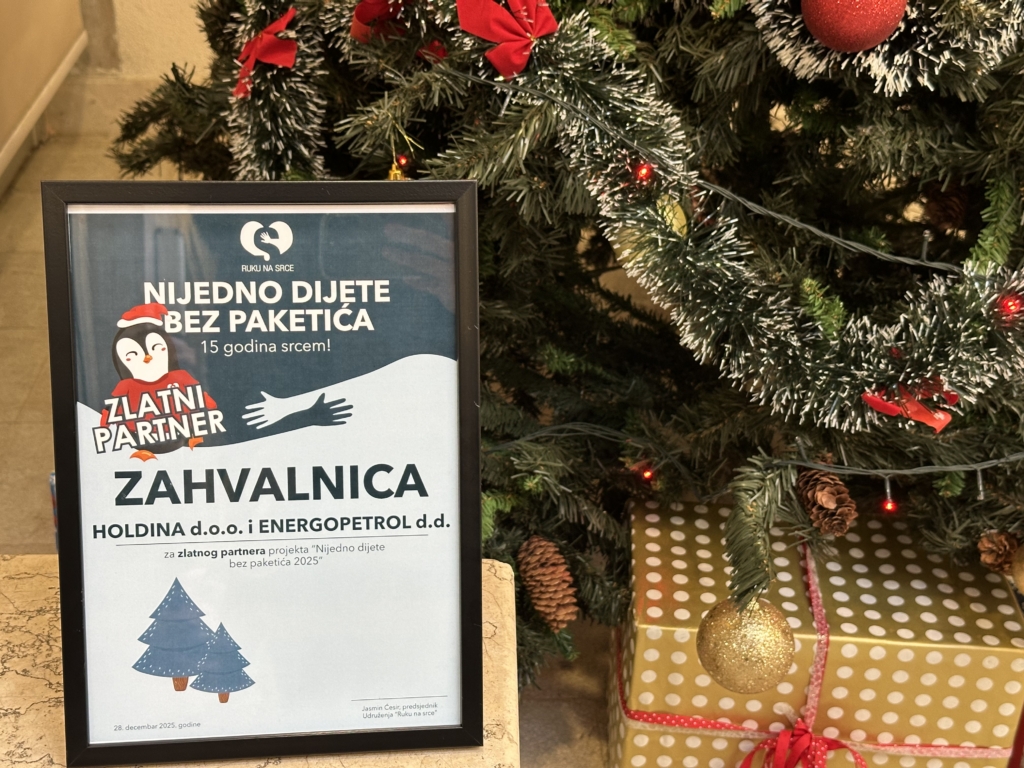 RUKU NA SRCE
NIJEDNO DIJETE
BEZ PAKETIĆA
15 godina srcem!
ZLATNI
PARTNER
ZAHVALNICA
HOLDINA d.o.o. i ENERGOPETROL d.d.
za zlatnog partnera projekta "Nijedno dijete
bez paketića 2025"
Jasmin Ćesir, predsjednik
Udruženja "Ruku na srce"
28. decembar 2025. godine